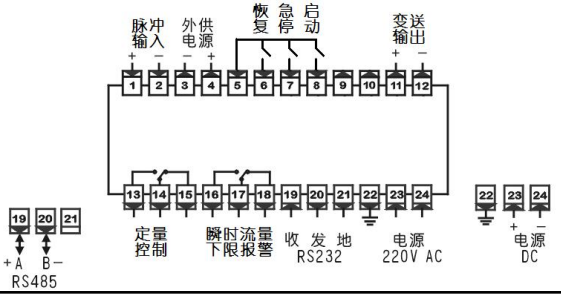 脉冲 外供 恢 急 启 变送
输入 电源 复 停 动 输出
+ − − + + −
1 2 3 4 5 6 7 8 9 10 11 12
13 14 15 16 17 18 19 20 21 22 23 24
19 20 21
22 23 24
定量 瞬时流量 收 发 地 电源
控制 下限报警 RS232 220V AC
+A B−
RS485
+ −
电源
DC